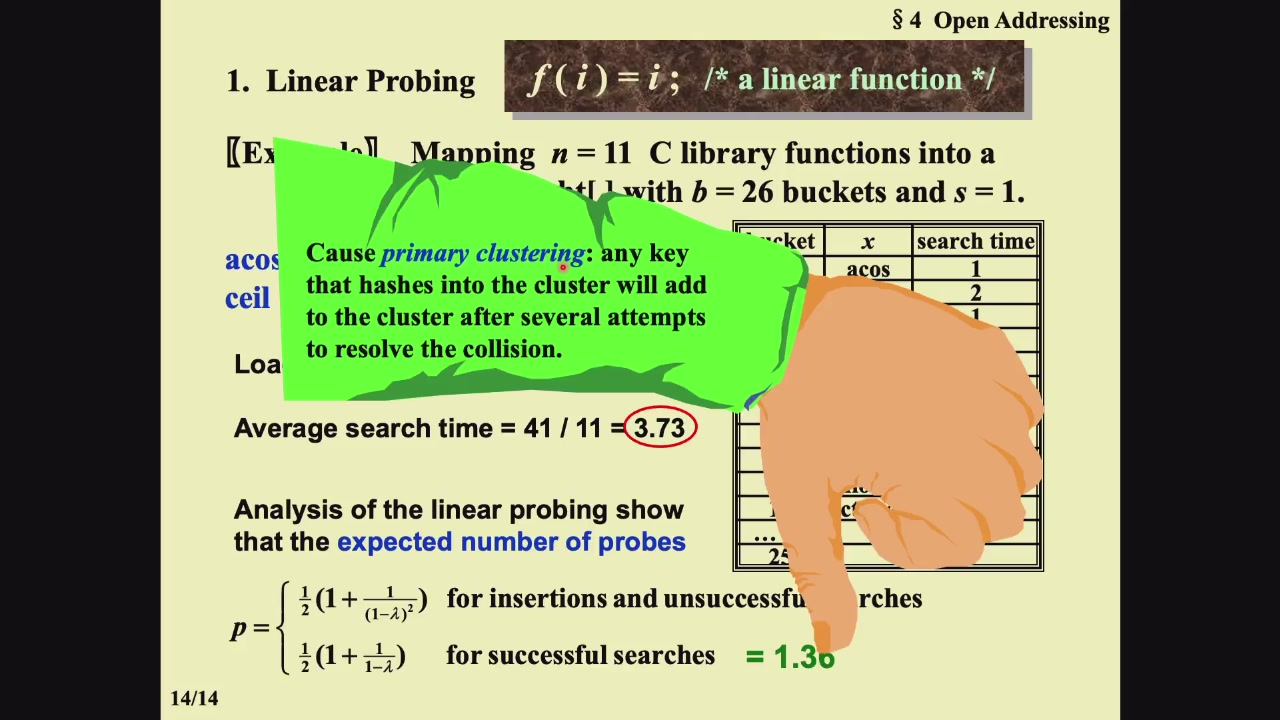 § 4 Open Addressing
1. Linear Probing
f ( i ) = i ; /* a linear function */
Mapping n = 11 C library functions into a
] with b = 26 buckets and s = 1.
x search time
acos 1
2
1
acos
ceil
Cause primary clustering: any key
that hashes into the cluster will add
to the cluster after several attempts
to resolve the collision.
Average search time = 41 / 11 = 3.73
Analysis of the linear probing show
that the expected number of probes
...
25
p = { ½ (1 + 1/(1−λ)²) for insertions and
½ (1 + 1/(1−λ)) for successful searches = 1.36
14/14